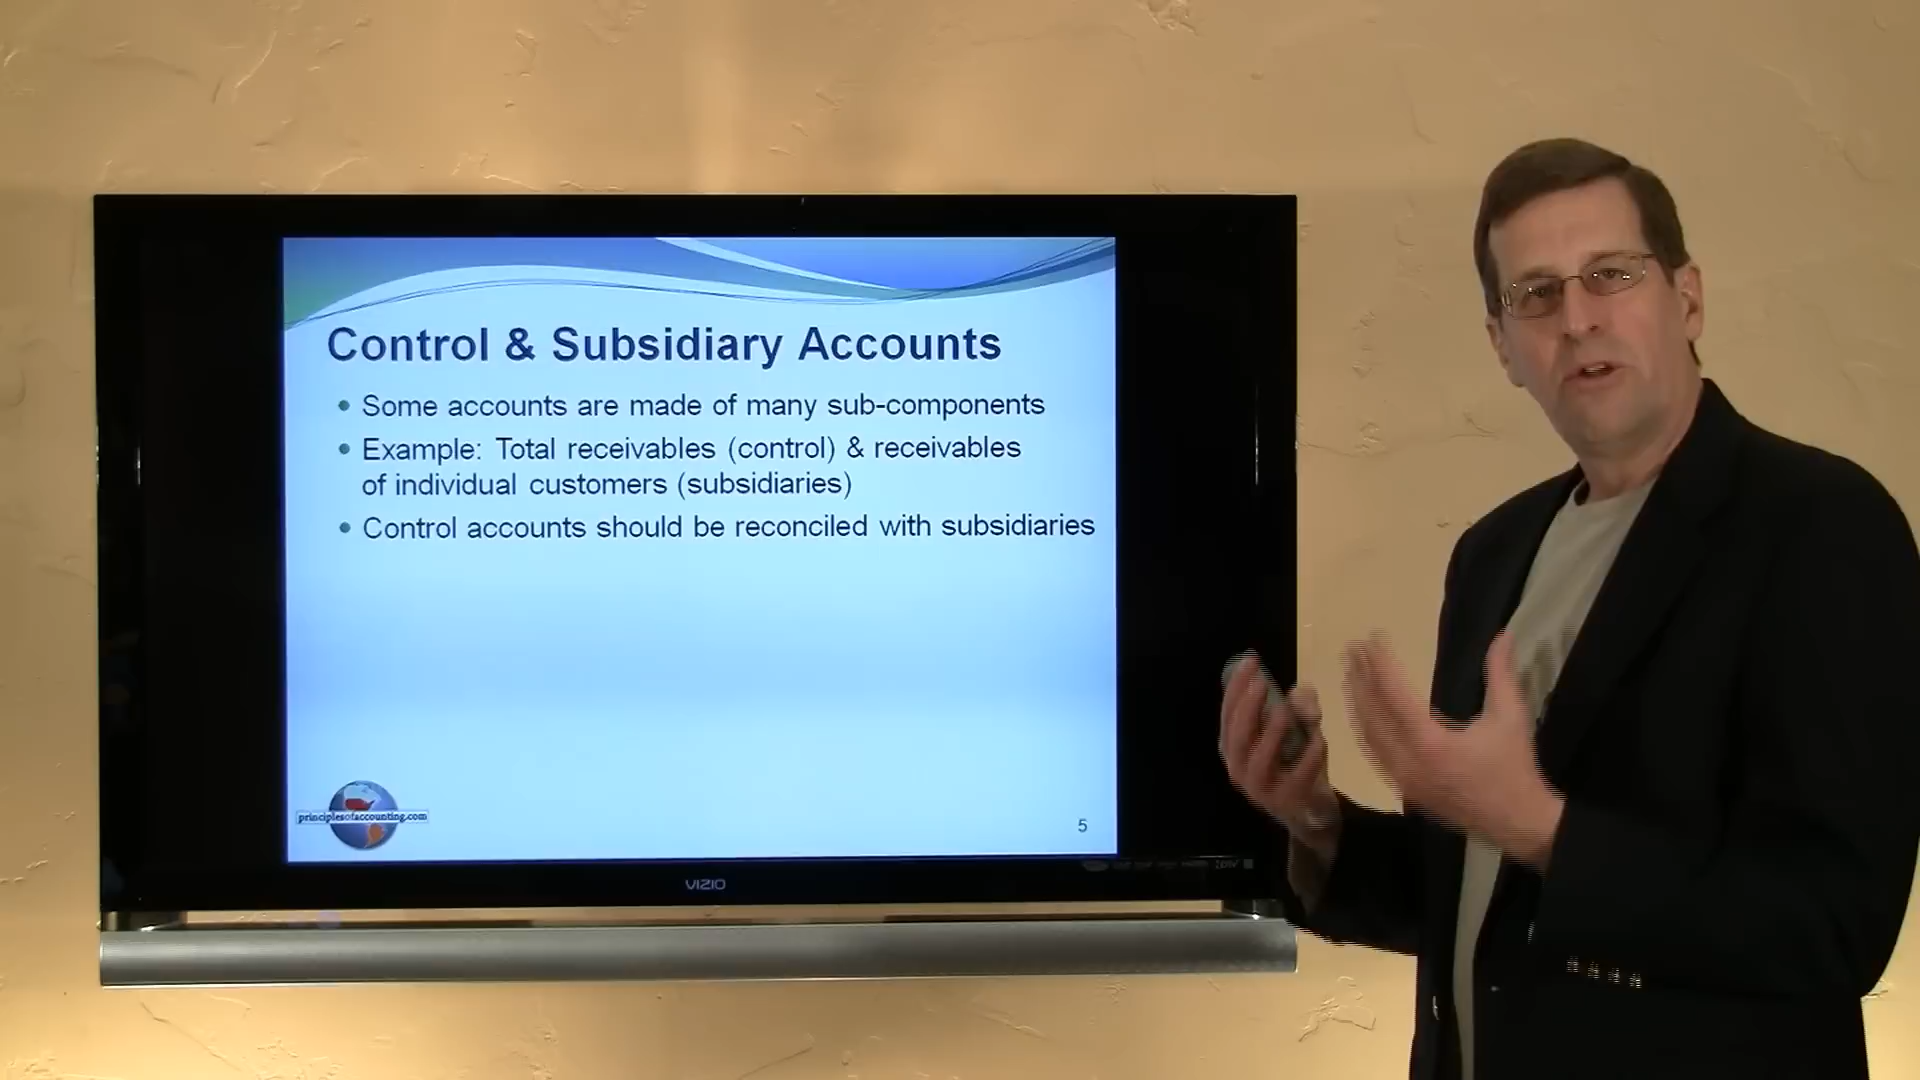 Control & Subsidiary Accounts
• Some accounts are made of many sub-components
• Example: Total receivables (control) & receivables
of individual customers (subsidiaries)
• Control accounts should be reconciled with subsidiaries
principlesofaccounting.com
5
VIZIO